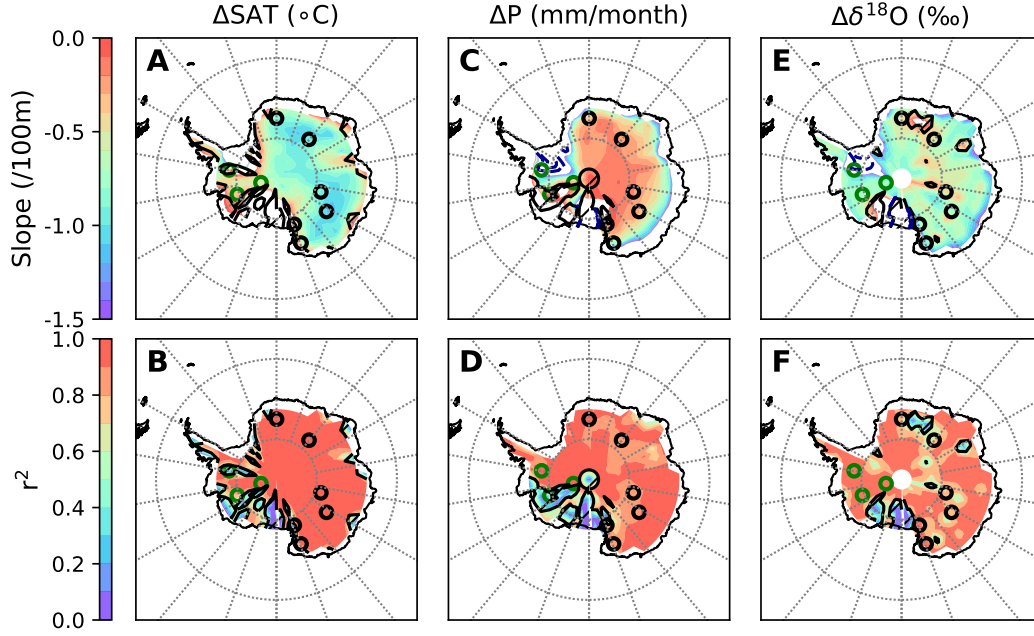 ΔSAT (∘C)
ΔP (mm/month)
Δδ¹⁸O (‰)
Slope (/100m)
0.0
-0.5
-1.0
-1.5
A
C
E
r²
1.0
0.8
0.6
0.4
0.2
0.0
B
D
F